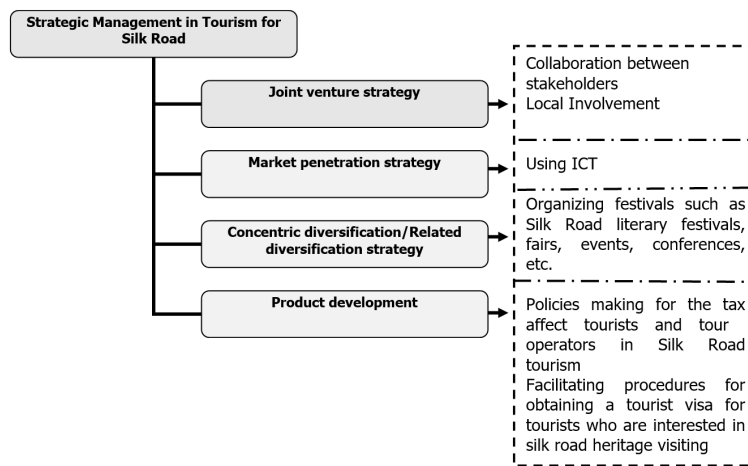 Strategic Management in Tourism for
Silk Road
Joint venture strategy
Collaboration between
stakeholders
Local Involvement
Market penetration strategy
Using ICT
Concentric diversification/Related
diversification strategy
Organizing festivals such as
Silk Road literary festivals,
fairs, events, conferences,
etc.
Product development
Policies making for the tax
affect tourists and tour
operators in Silk Road
tourism
Facilitating procedures for
obtaining a tourist visa for
tourists who are interested in
silk road heritage visiting